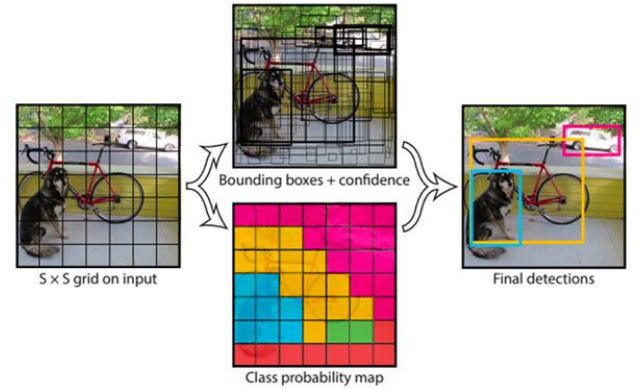 Bounding boxes + confidence
S × S grid on input
Final detections
Class probability map